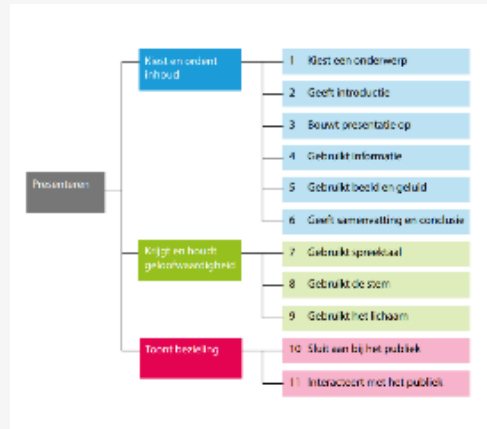 Presenteren
Kiest en ordent
inhoud
1 Kiest een onderwerp
2 Geeft introductie
3 Bouwt presentatie op
4 Gebruikt informatie
5 Gebruikt beeld en geluid
6 Geeft samenvatting en conclusie
Krijgt en houdt
geloofwaardigheid
7 Gebruikt spreektaal
8 Gebruikt de stem
9 Gebruikt het lichaam
Toont bezieling
10 Sluit aan bij het publiek
11 Interacteert met het publiek